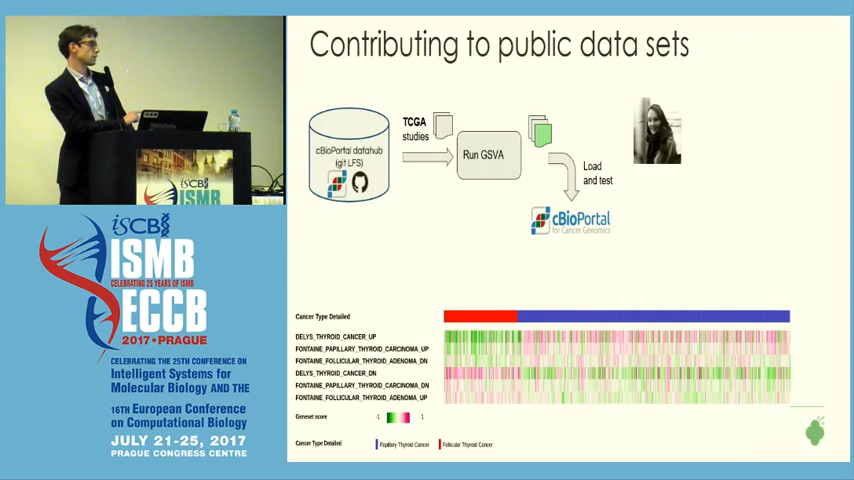 Contributing to public data sets
cBioPortal datahub
(git LFS)
TCGA
studies
Run GSVA
Load
and test
cBioPortal
for Cancer Genomics
Cancer Type Detailed
DELYS_THYROID_CANCER_UP
FONTAINE_PAPILLARY_THYROID_CARCINOMA_UP
FONTAINE_FOLLICULAR_THYROID_ADENOMA_DN
DELYS_THYROID_CANCER_DN
FONTAINE_PAPILLARY_THYROID_CARCINOMA_DN
FONTAINE_FOLLICULAR_THYROID_ADENOMA_UP
Geneset score
-1
1
Cancer Type Detailed
Papillary Thyroid Cancer
Follicular Thyroid Cancer
iSCB
ISMB
iSCB
ISMB
CELEBRATING 25 YEARS OF ISMB
ECCB
2017 • PRAGUE
CELEBRATING THE 25TH CONFERENCE ON
Intelligent Systems for
Molecular Biology AND THE
16TH European Conference
on Computational Biology
JULY 21-25, 2017
PRAGUE CONGRESS CENTRE